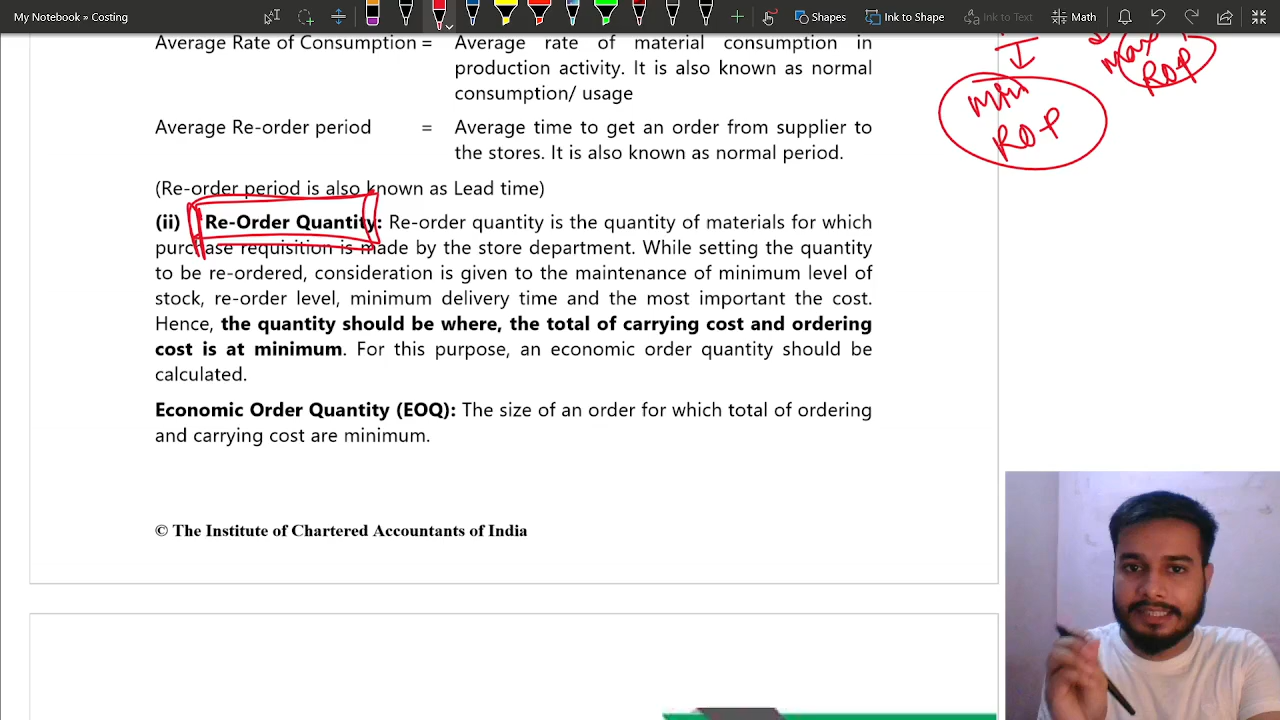 My Notebook » Costing
Shapes
Ink to Shape
Ink to Text
Math
Average Rate of Consumption = Average rate of material consumption in
production activity. It is also known as normal
consumption/ usage
Average Re-order period = Average time to get an order from supplier to
the stores. It is also known as normal period.
(Re-order period is also known as Lead time)
(ii) Re-Order Quantity: Re-order quantity is the quantity of materials for which
purchase requisition is made by the store department. While setting the quantity
to be re-ordered, consideration is given to the maintenance of minimum level of
stock, re-order level, minimum delivery time and the most important the cost.
Hence, the quantity should be where, the total of carrying cost and ordering
cost is at minimum. For this purpose, an economic order quantity should be
calculated.
Economic Order Quantity (EOQ): The size of an order for which total of ordering
and carrying cost are minimum.
© The Institute of Chartered Accountants of India
Max
ROP
Min
ROP